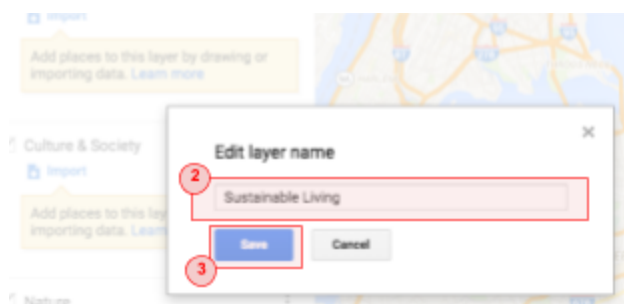 Import
Add places to this layer by drawing or
importing data. Learn more
Culture & Society
Import
Add places to this lay
importing data. Learn
Nature
Edit layer name
2
Sustainable Living
Save
Cancel
3